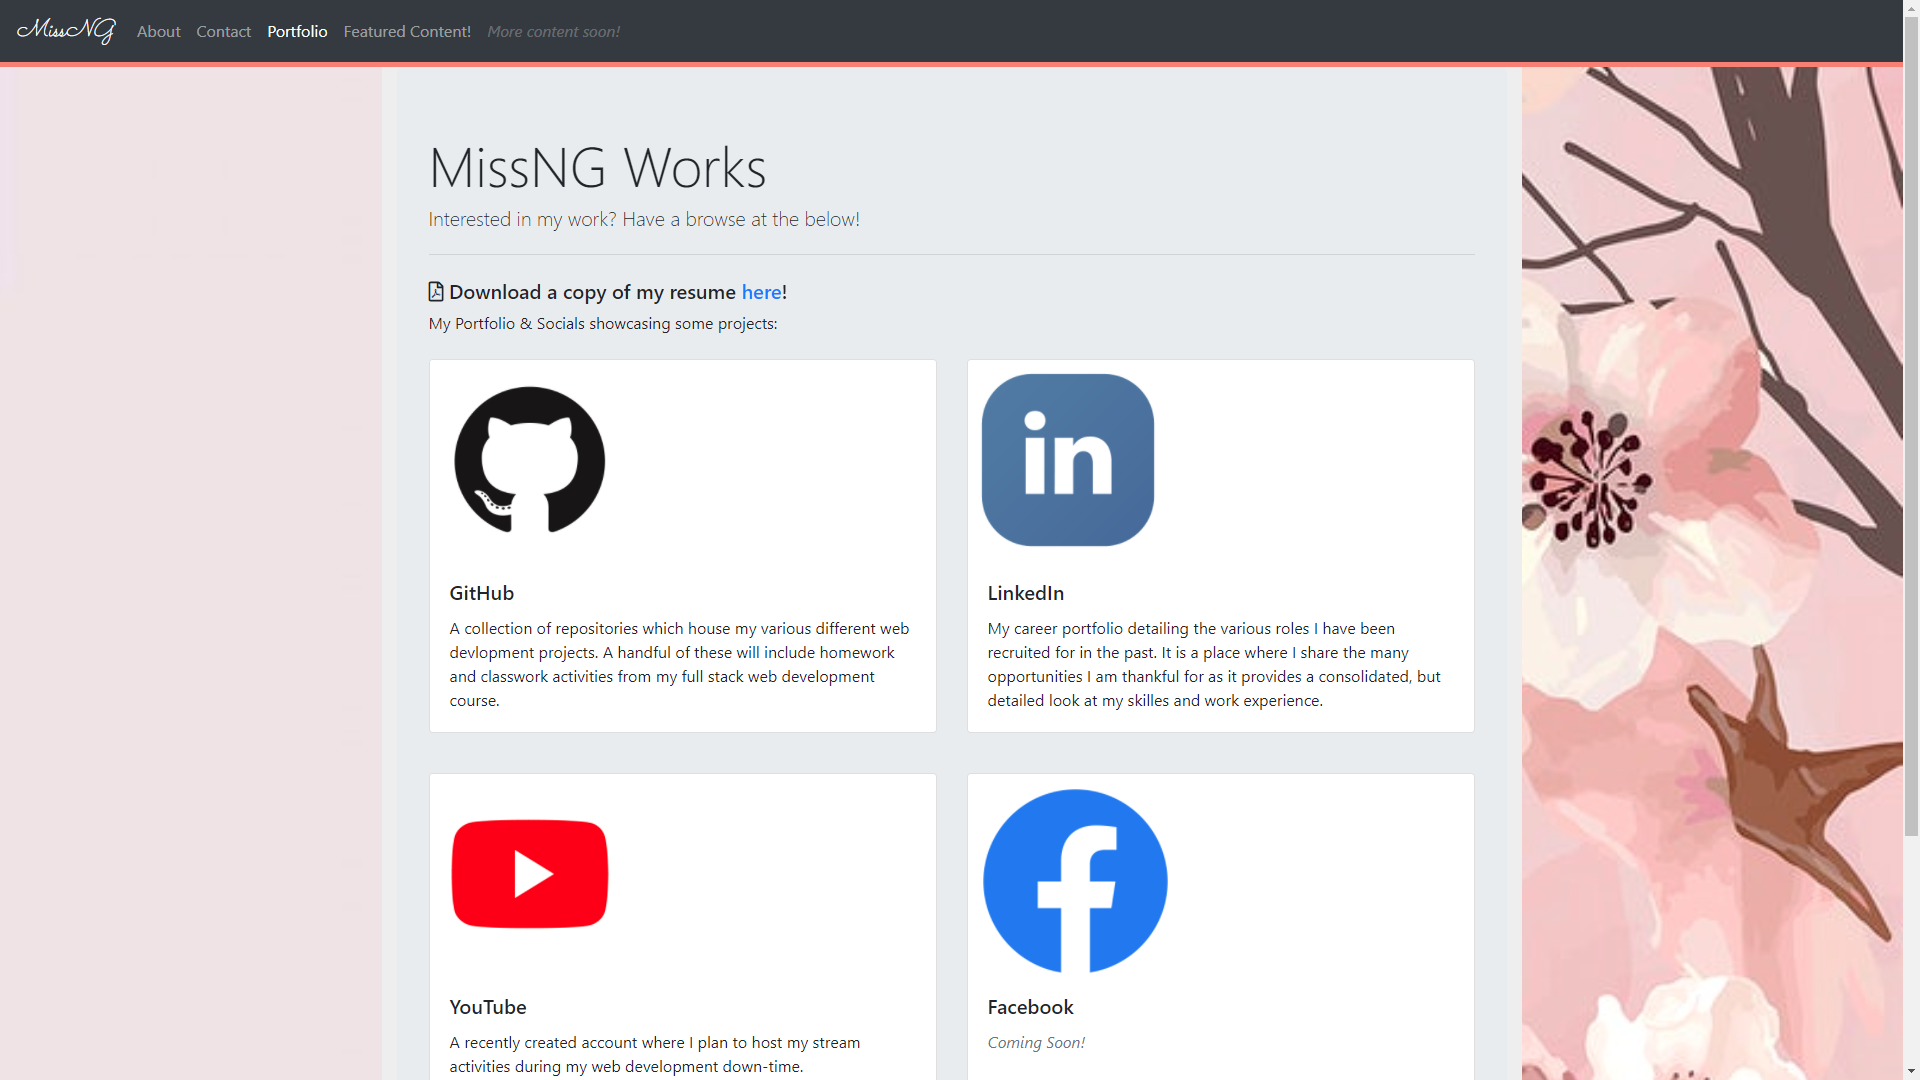 MissNG About Contact Portfolio Featured Content! More content soon!
MissNG Works
Interested in my work? Have a browse at the below!
Download a copy of my resume here!
My Portfolio & Socials showcasing some projects:
in
GitHub
A collection of repositories which house my various different web
devlopment projects. A handful of these will include homework
and classwork activities from my full stack web development
course.
LinkedIn
My career portfolio detailing the various roles I have been
recruited for in the past. It is a place where I share the many
opportunities I am thankful for as it provides a consolidated, but
detailed look at my skilles and work experience.
f
YouTube
A recently created account where I plan to host my stream
activities during my web development down-time.
Facebook
Coming Soon!